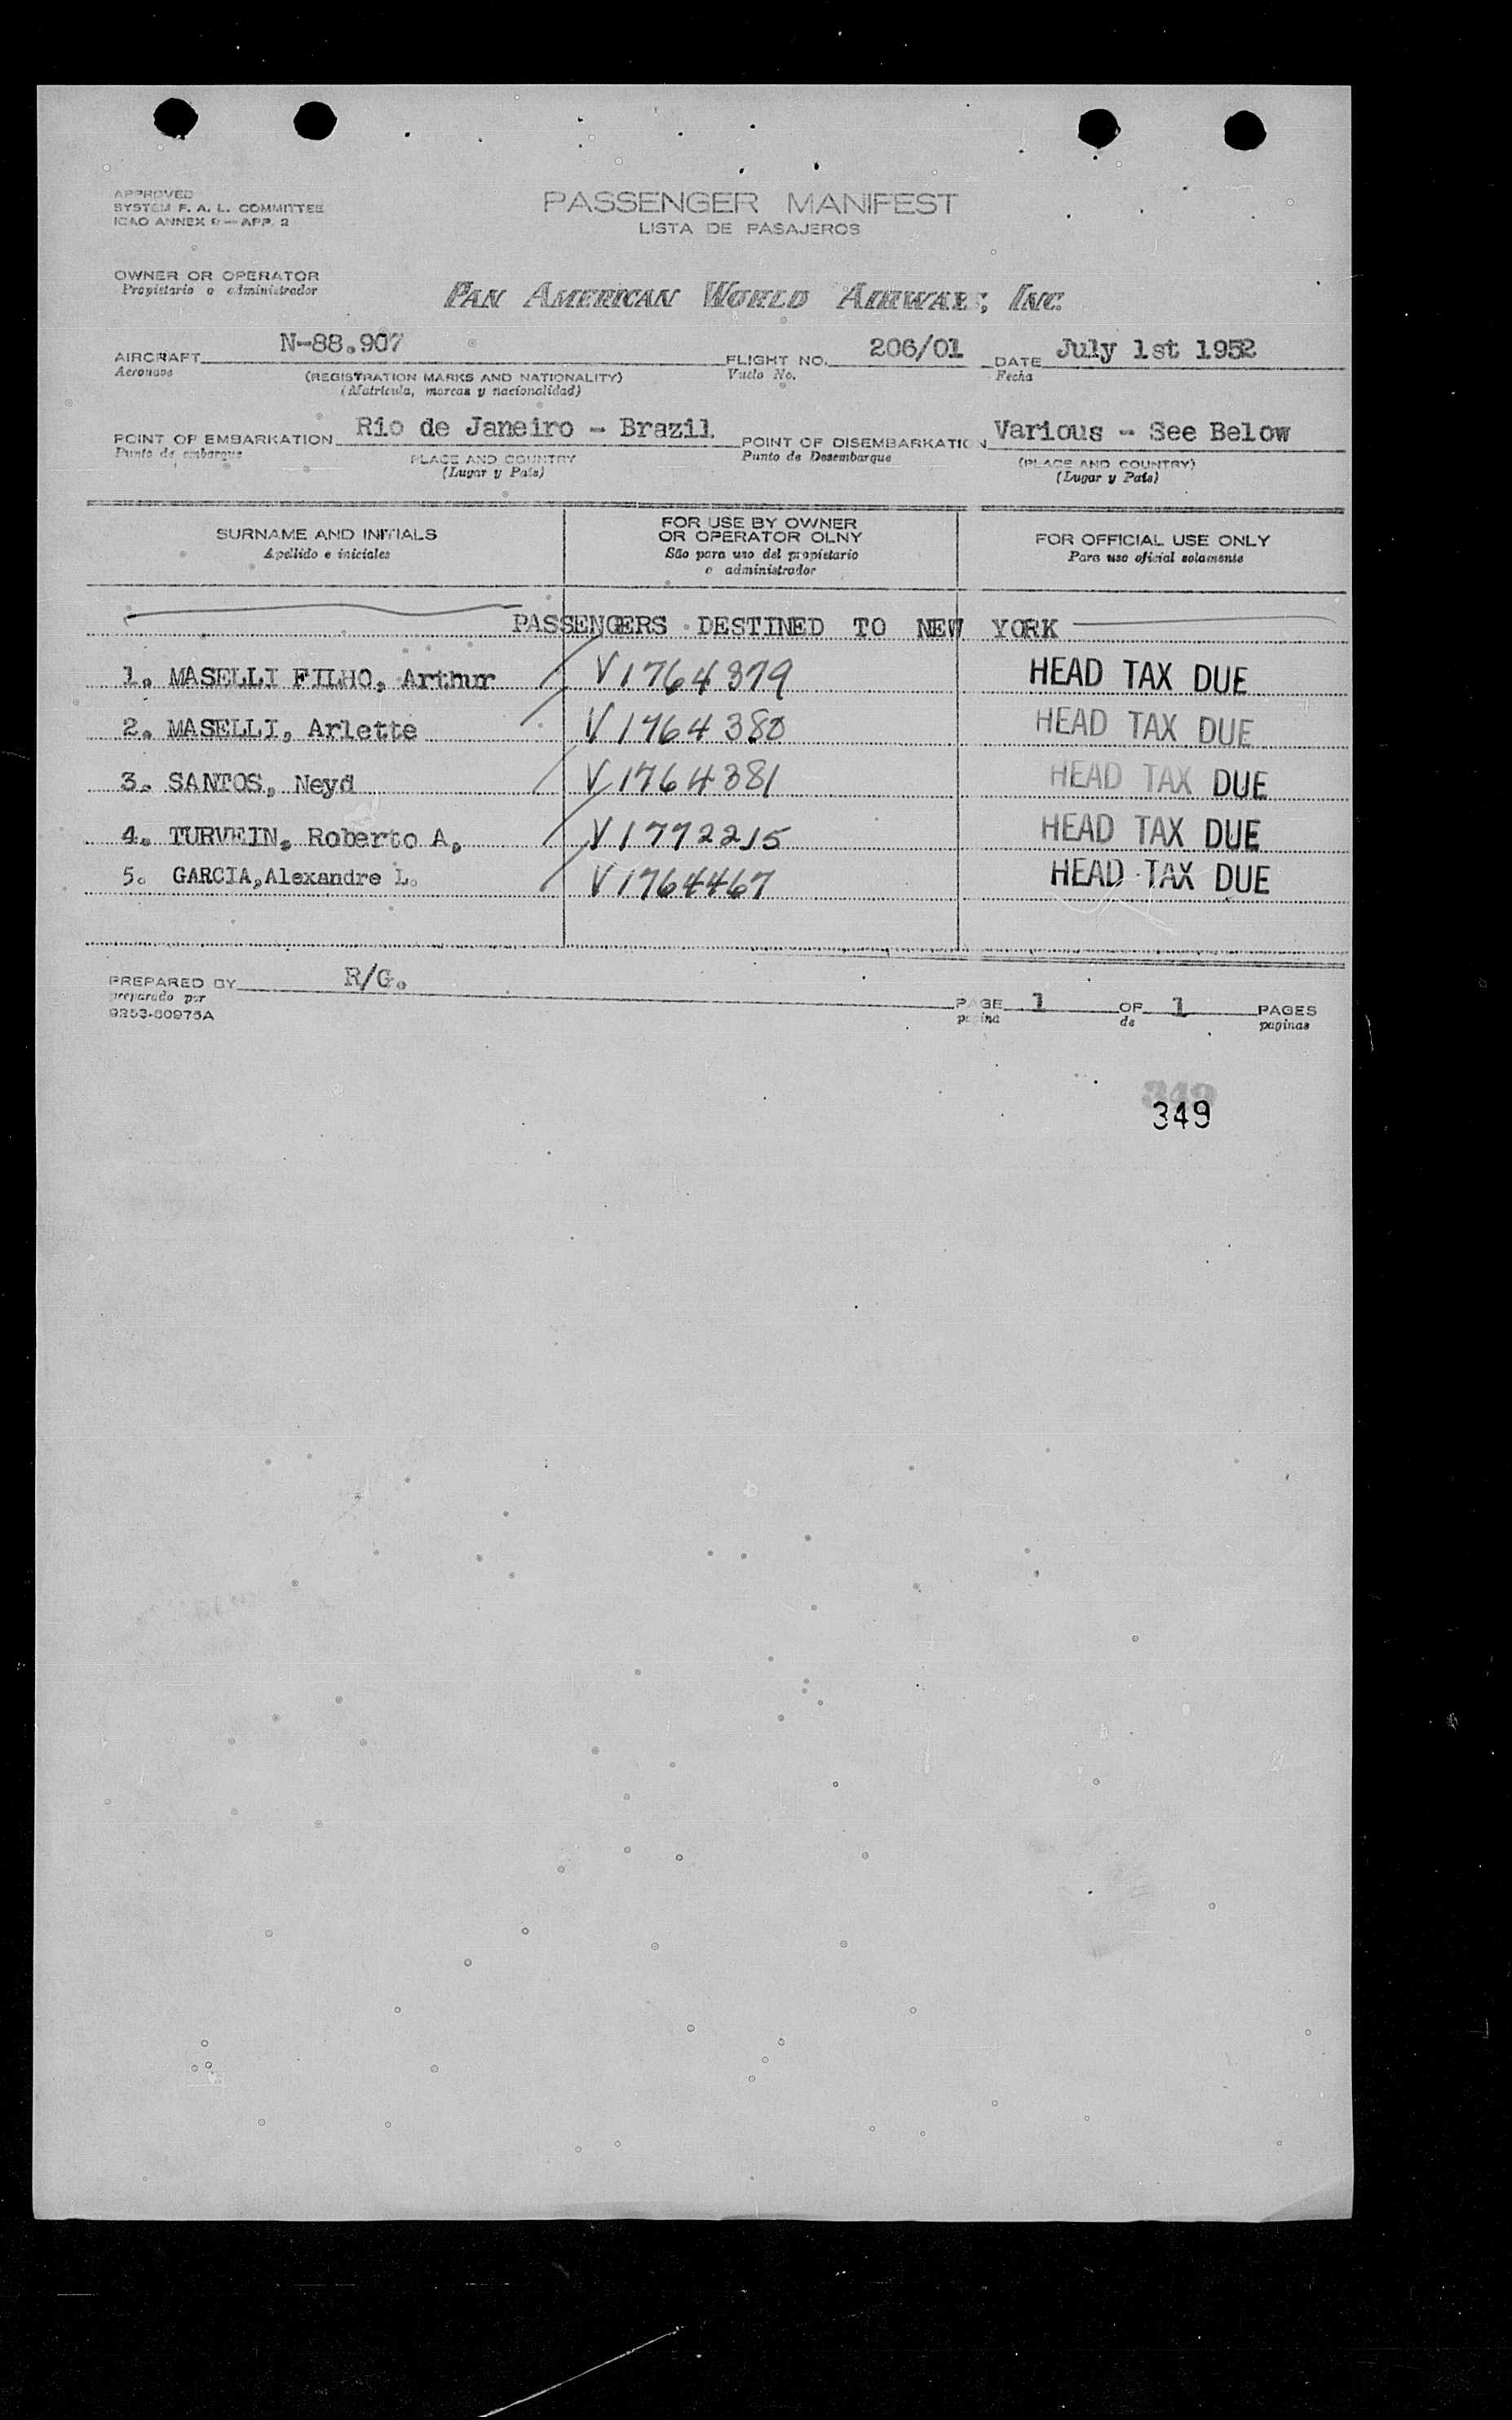 APPROVED
SYSTEM F. A. L. COMMITTEE
ICAO ANNEX 9 — APP. 2
PASSENGER MANIFEST
LISTA DE PASAJEROS
OWNER OR OPERATOR
Propietario o administrador
PAN AMERICAN WORLD AIRWAYS, INC.
AIRCRAFT N-88.907 FLIGHT NO. 206/01 DATE July 1st 1952
Aeronave (REGISTRATION MARKS AND NATIONALITY) Vuelo No. Fecha
(Matrícula, marcas y nacionalidad)
POINT OF EMBARKATION Rio de Janeiro - Brazil POINT OF DISEMBARKATION Various - See Below
Punto de embarque PLACE AND COUNTRY Punto de Desembarque (PLACE AND COUNTRY)
(Lugar y País) (Lugar y País)
SURNAME AND INITIALS
Apellido e iniciales
FOR USE BY OWNER
OR OPERATOR OLNY
São para uso del propietario
o administrador
FOR OFFICIAL USE ONLY
Para uso oficial solamente
PASSENGERS DESTINED TO NEW YORK
1. MASELLI FILHO, Arthur V1764379 HEAD TAX DUE
2. MASELLI, Arlette V1764380 HEAD TAX DUE
3. SANTOS, Neyd V1764381 HEAD TAX DUE
4. TURVEIN, Roberto A, V1772215 HEAD TAX DUE
5. GARCIA,Alexandre L. V1764467 HEAD TAX DUE
PREPARED BY R/G. PAGE 1 OF 1 PAGES
preparado por pagina de paginas
9253-80975A
349
349